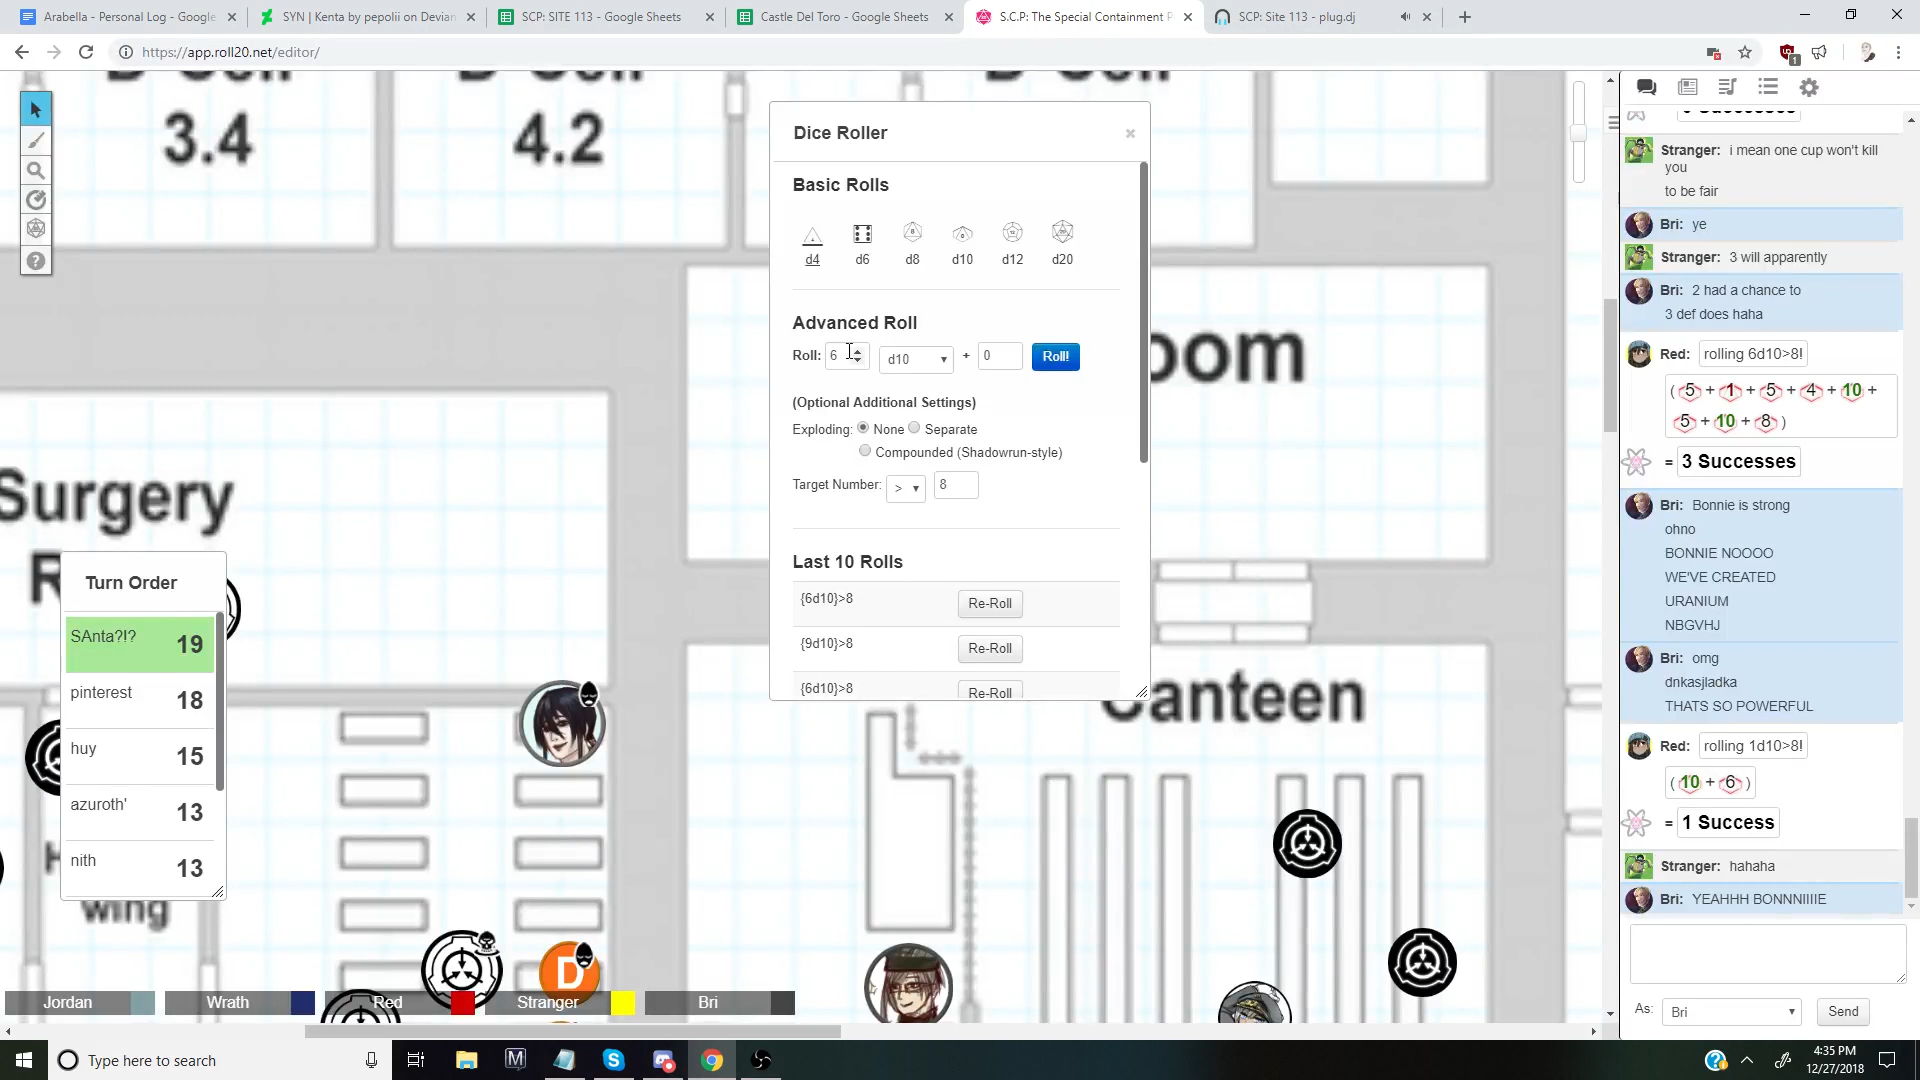 Arabella - Personal Log - Google
SYN | Kenta by pepolii on Devian
SCP: SITE 113 - Google Sheets
Castle Del Toro - Google Sheets
S.C.P: The Special Containment P
SCP: Site 113 - plug.dj
https://app.roll20.net/editor/
3.4
4.2
Surgery
Canteen
wing
Dice Roller
Basic Rolls
d4
d6
d8
d10
d12
d20
Advanced Roll
Roll: 6 d10 + 0 Roll!
(Optional Additional Settings)
Exploding: None Separate
Compounded (Shadowrun-style)
Target Number: > 8
Last 10 Rolls
{6d10}>8 Re-Roll
{9d10}>8 Re-Roll
{6d10}>8 Re-Roll
Turn Order
SAnta?!? 19
pinterest 18
huy 15
azuroth' 13
nith 13
D
Jordan
Wrath
Red
Stranger
Bri
Stranger: i mean one cup won't kill
you
to be fair
Bri: ye
Stranger: 3 will apparently
Bri: 2 had a chance to
3 def does haha
Red: rolling 6d10>8!
(5 + 1 + 5 + 4 + 10 +
5 + 10 + 8)
= 3 Successes
Bri: Bonnie is strong
ohno
BONNIE NOOOO
WE'VE CREATED
URANIUM
NBGVHJ
Bri: omg
dnkasjladka
THATS SO POWERFUL
Red: rolling 1d10>8!
(10 + 6)
= 1 Success
Stranger: hahaha
Bri: YEAHHH BONNNIIIIE
As: Bri Send
Type here to search
4:35 PM
12/27/2018